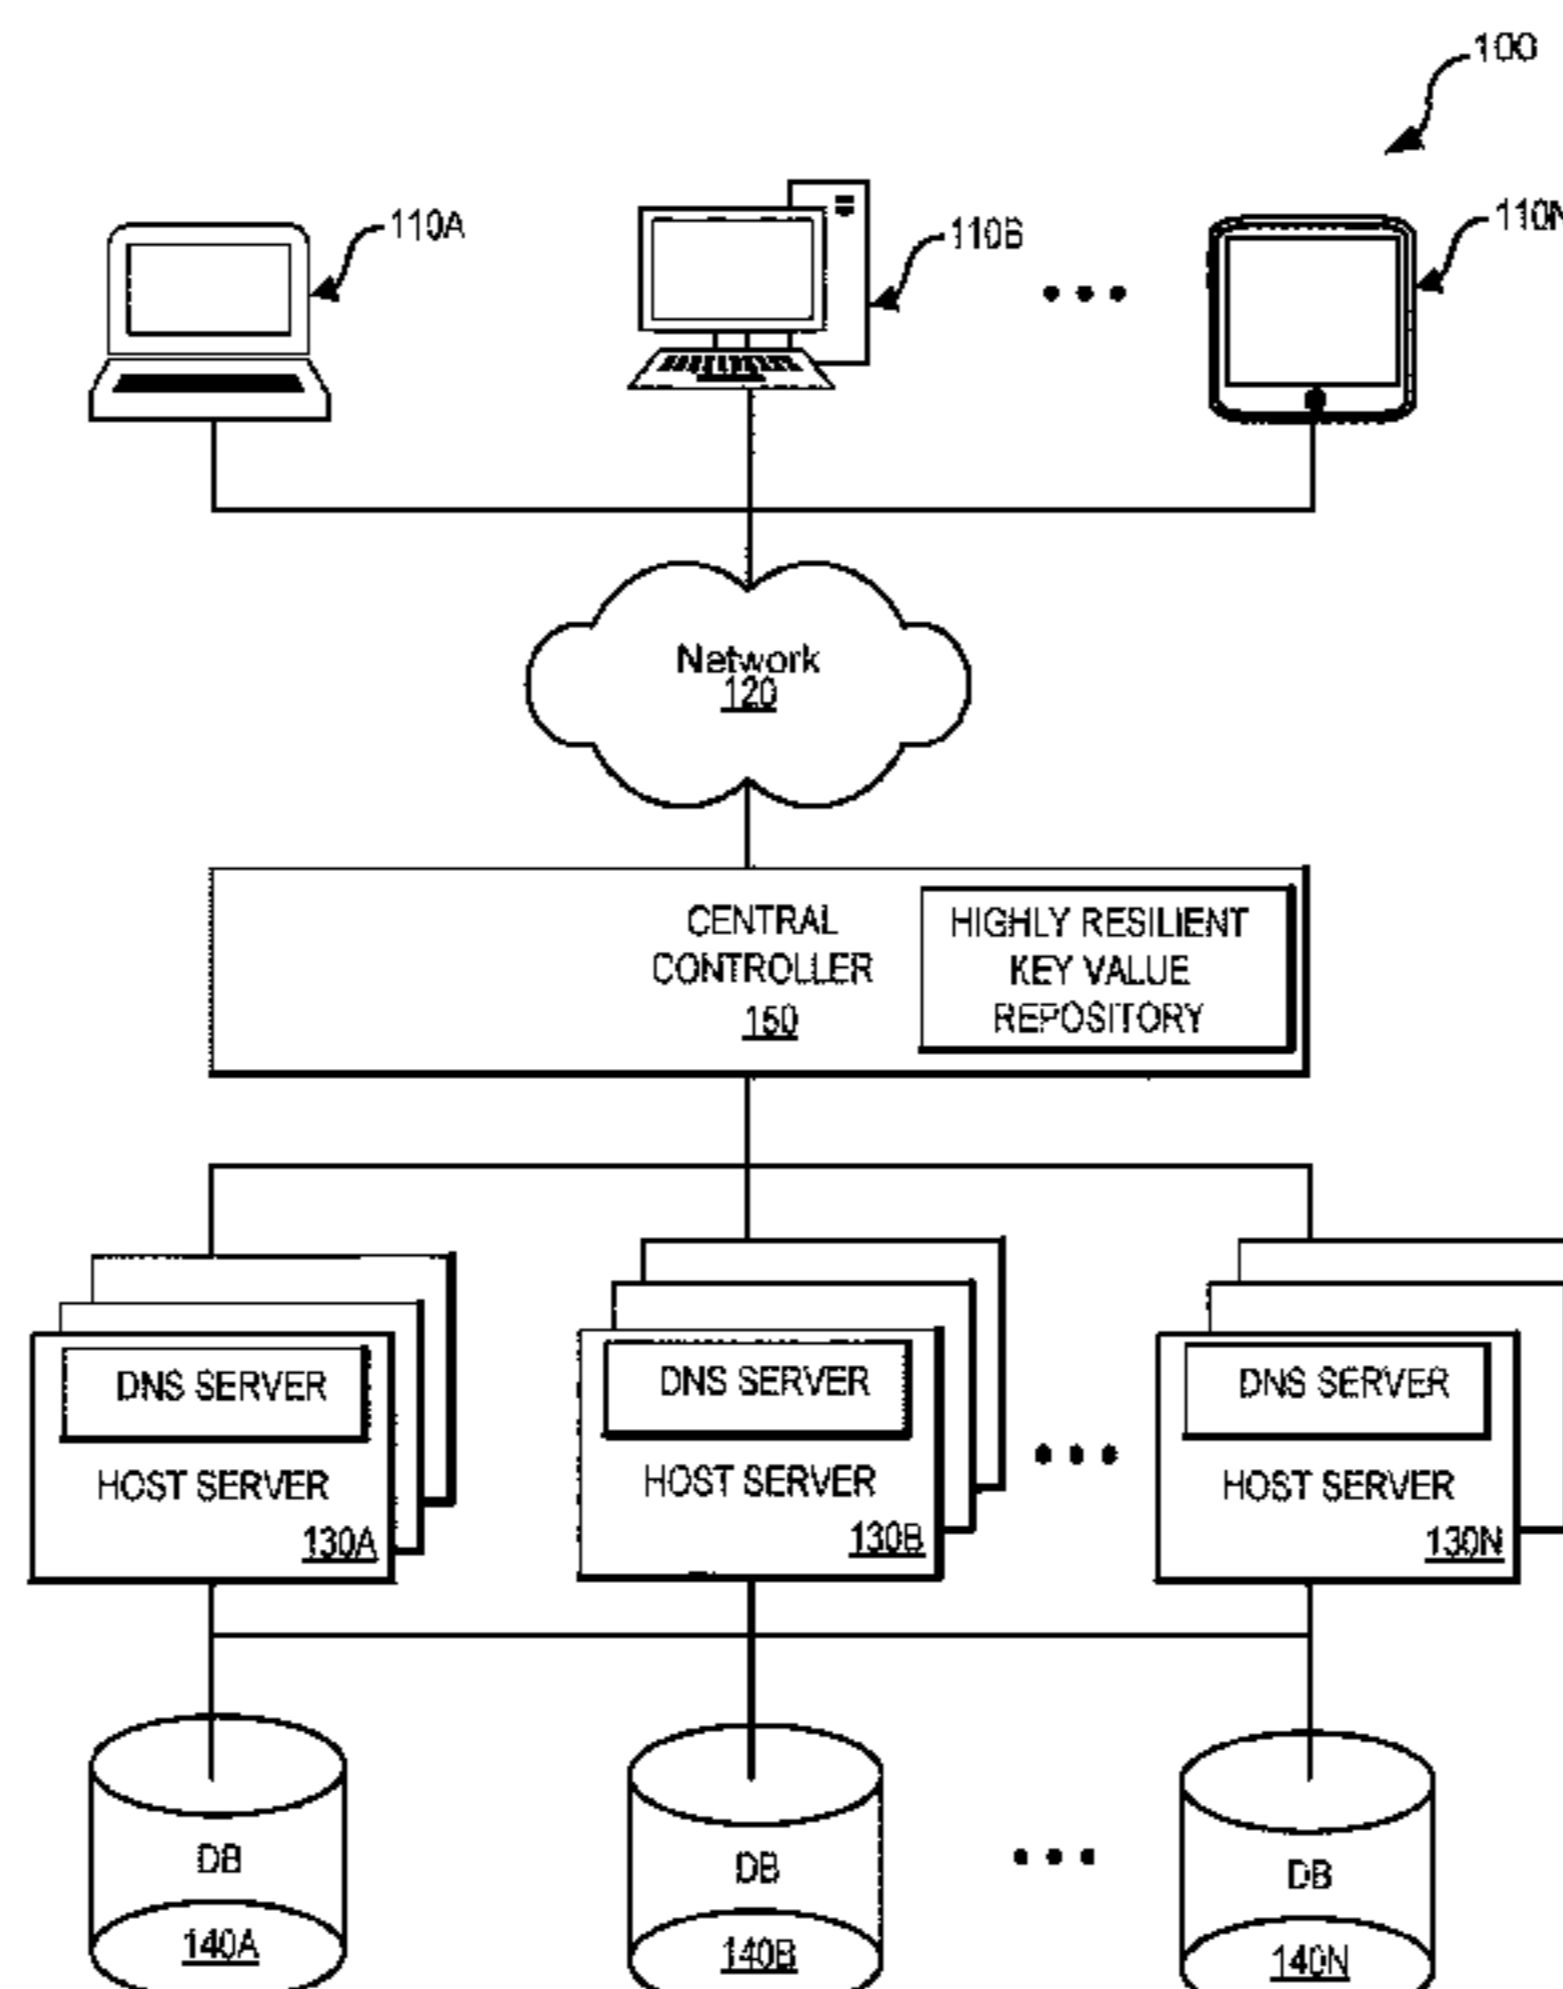 100
110A
110B
110N
Network
120
CENTRAL
CONTROLLER
150
HIGHLY RESILIENT
KEY VALUE
REPOSITORY
DNS SERVER
HOST SERVER
130A
DNS SERVER
HOST SERVER
130B
DNS SERVER
HOST SERVER
130N
DB
140A
DB
140B
DB
140N